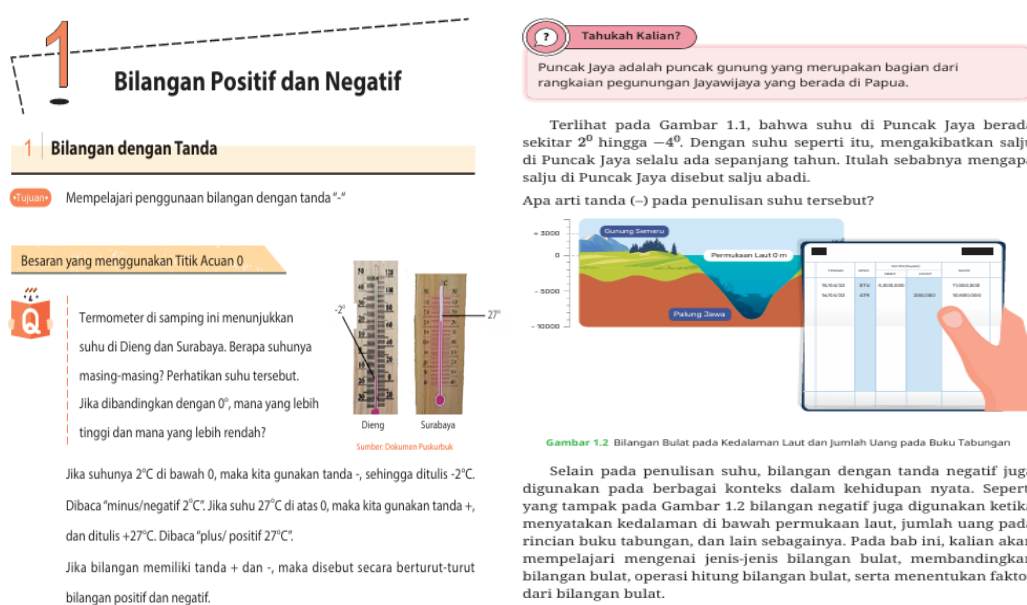 1
Bilangan Positif dan Negatif
1 Bilangan dengan Tanda
•Tujuan• Mempelajari penggunaan bilangan dengan tanda "-"
Besaran yang menggunakan Titik Acuan 0
Q
Termometer di samping ini menunjukkan
suhu di Dieng dan Surabaya. Berapa suhunya
masing-masing? Perhatikan suhu tersebut.
Jika dibandingkan dengan 0°, mana yang lebih
tinggi dan mana yang lebih rendah?
-2°
27°
Dieng Surabaya
Sumber: Dokumen Puskurbuk
Jika suhunya 2°C di bawah 0, maka kita gunakan tanda -, sehingga ditulis -2°C.
Dibaca "minus/negatif 2°C". Jika suhu 27°C di atas 0, maka kita gunakan tanda +,
dan ditulis +27°C. Dibaca "plus/ positif 27°C".
Jika bilangan memiliki tanda + dan -, maka disebut secara berturut-turut
bilangan positif dan negatif.
? Tahukah Kalian?
Puncak Jaya adalah puncak gunung yang merupakan bagian dari
rangkaian pegunungan Jayawijaya yang berada di Papua.
Terlihat pada Gambar 1.1, bahwa suhu di Puncak Jaya berada
sekitar 2⁰ hingga −4⁰. Dengan suhu seperti itu, mengakibatkan salju
di Puncak Jaya selalu ada sepanjang tahun. Itulah sebabnya mengapa
salju di Puncak Jaya disebut salju abadi.
Apa arti tanda (–) pada penulisan suhu tersebut?
+ 3000
0
- 5000
- 10000
Gunung Semeru
Permukaan Laut 0 m
Palung Jawa
Gambar 1.2 Bilangan Bulat pada Kedalaman Laut dan Jumlah Uang pada Buku Tabungan
Selain pada penulisan suhu, bilangan dengan tanda negatif juga
digunakan pada berbagai konteks dalam kehidupan nyata. Seperti
yang tampak pada Gambar 1.2 bilangan negatif juga digunakan ketika
menyatakan kedalaman di bawah permukaan laut, jumlah uang pada
rincian buku tabungan, dan lain sebagainya. Pada bab ini, kalian akan
mempelajari mengenai jenis-jenis bilangan bulat, membandingkan
bilangan bulat, operasi hitung bilangan bulat, serta menentukan faktor
dari bilangan bulat.